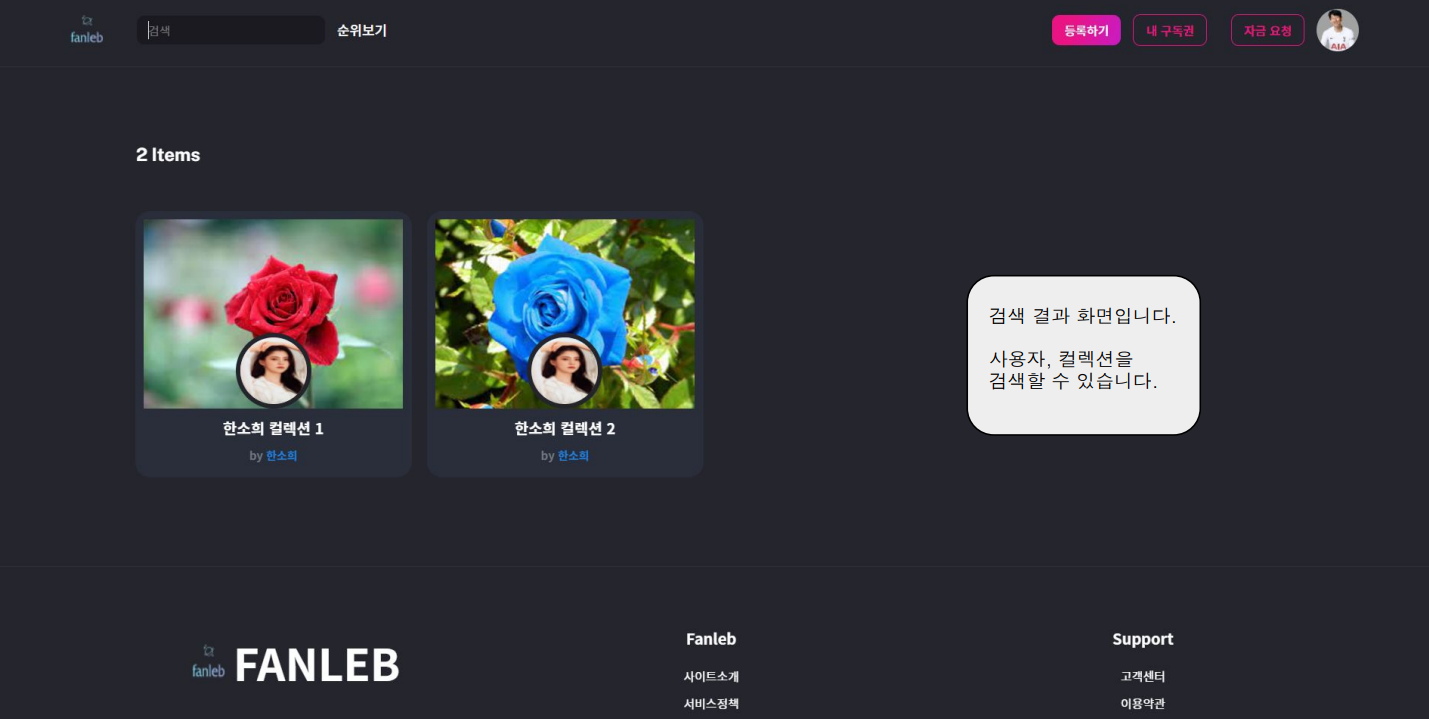 fanleb
검색
순위보기
등록하기
내 구독권
자금 요청
AIA
2 Items
한소희 컬렉션 1
by 한소희
한소희 컬렉션 2
by 한소희
검색 결과 화면입니다.
사용자, 컬렉션을
검색할 수 있습니다.
fanleb
FANLEB
Fanleb
사이트소개
서비스정책
Support
고객센터
이용약관